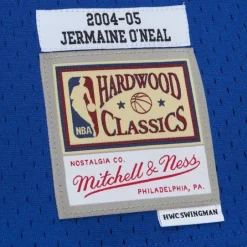 2004-05
JERMAINE O'NEAL
HARDWOOD
CLASSICS
NBA
NOSTALGIA CO.
Mitchell & Ness
PHILADELPHIA, PA.
HWC SWINGMAN